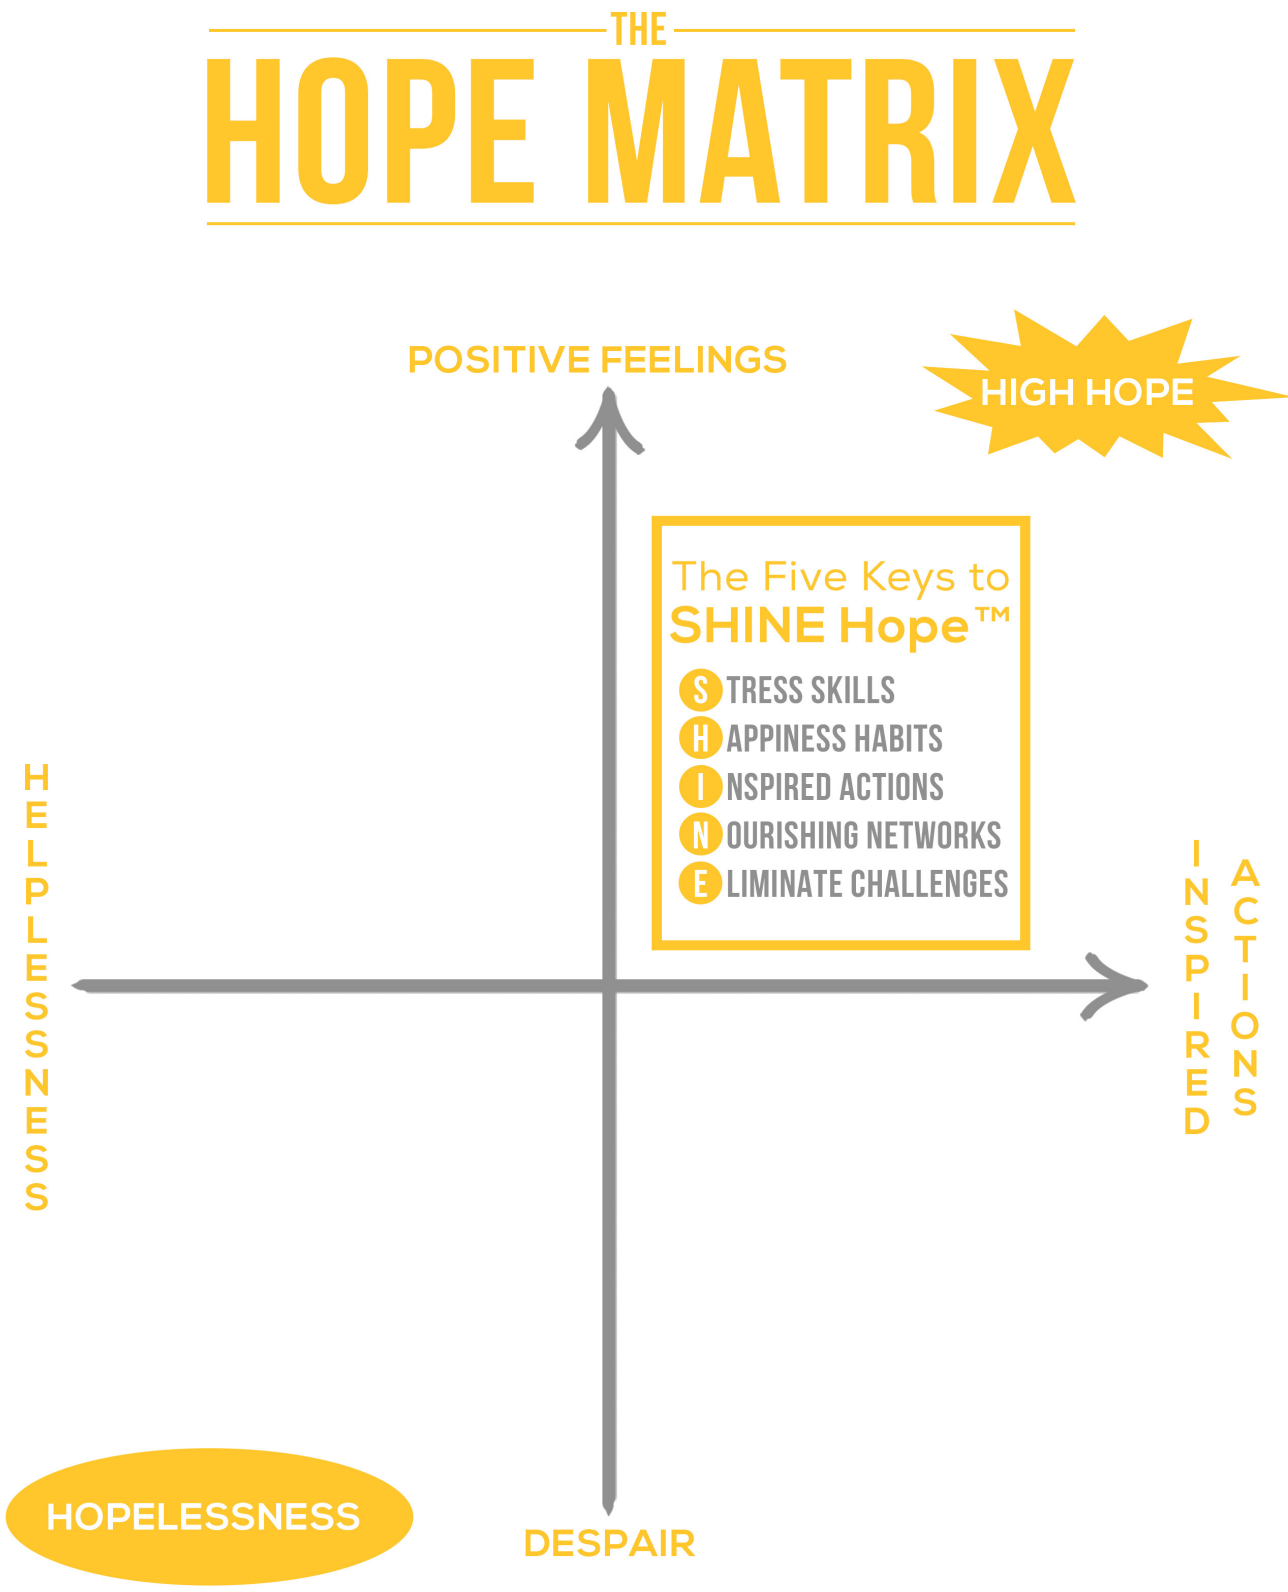 THE
HOPE MATRIX
POSITIVE FEELINGS
HIGH HOPE
The Five Keys to
SHINE Hope™
STRESS SKILLS
HAPPINESS HABITS
INSPIRED ACTIONS
NOURISHING NETWORKS
ELIMINATE CHALLENGES
HELPLESSNESS
INSPIRED
ACTIONS
HOPELESSNESS
DESPAIR